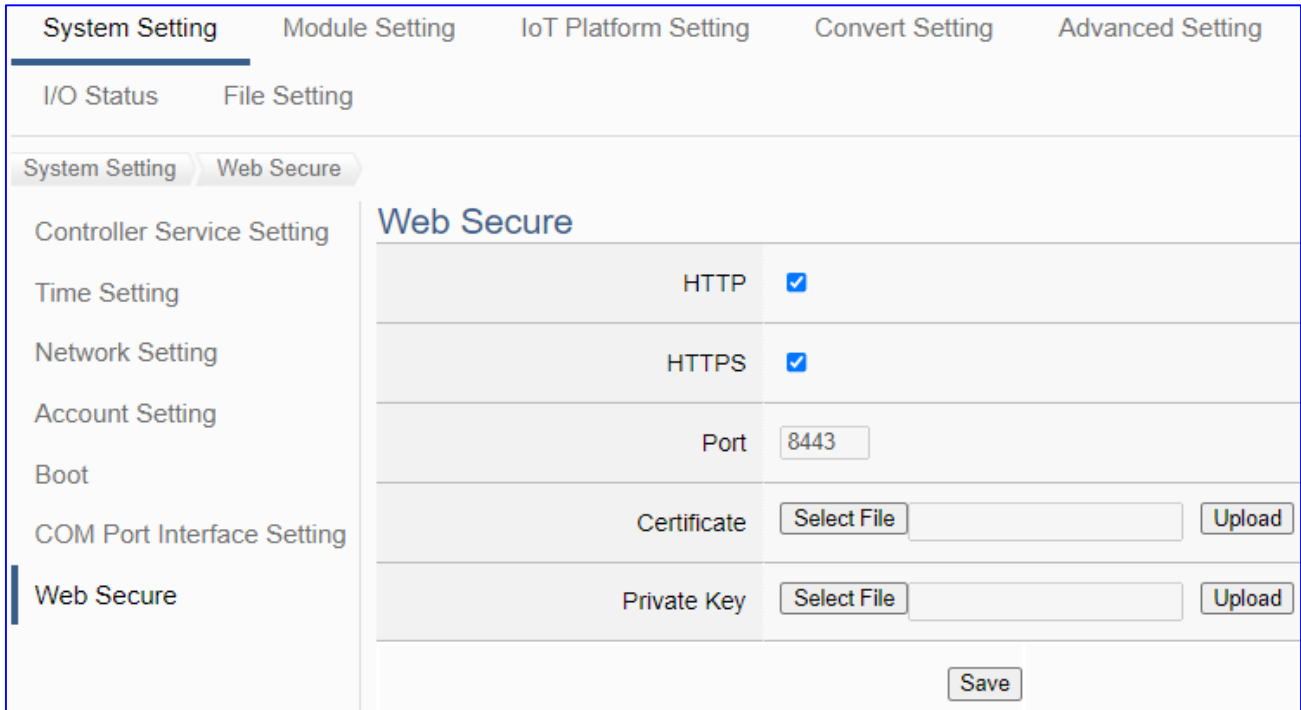 System Setting Module Setting IoT Platform Setting Convert Setting Advanced Setting
I/O Status File Setting
System Setting Web Secure
Controller Service Setting
Time Setting
Network Setting
Account Setting
Boot
COM Port Interface Setting
Web Secure
Web Secure
HTTP
HTTPS
Port 8443
Certificate Select File Upload
Private Key Select File Upload
Save